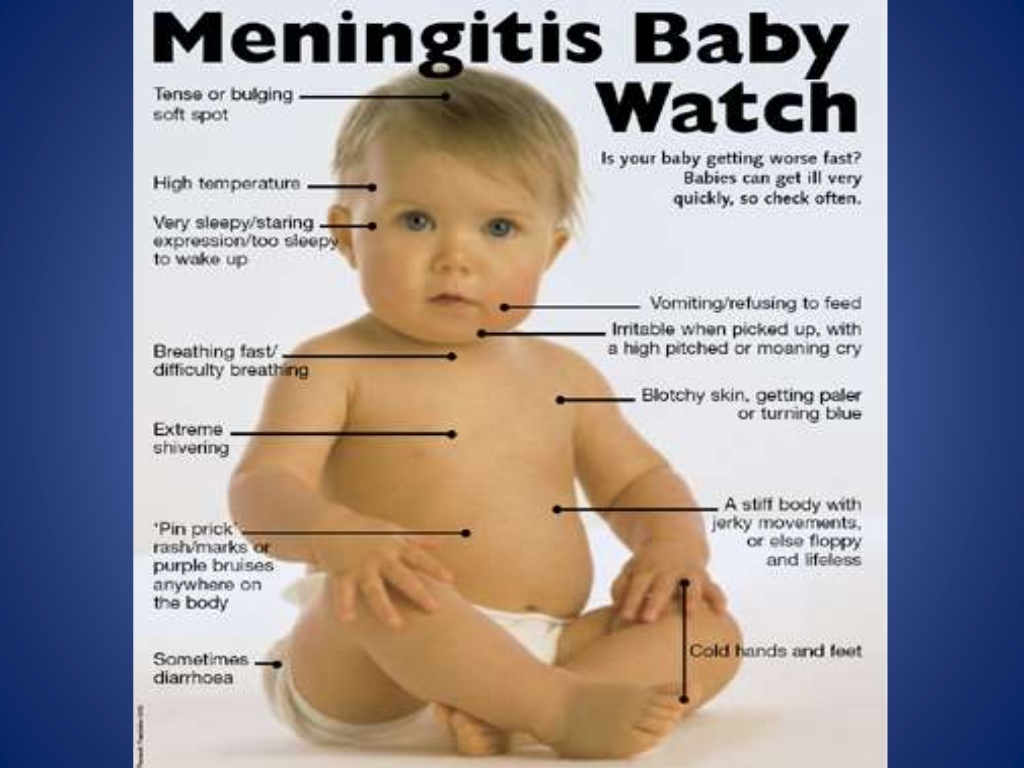 Meningitis Baby
Watch
Is your baby getting worse fast?
Babies can get ill very
quickly, so check often.
Tense or bulging
soft spot
High temperature
Very sleepy/staring
expression/too sleepy
to wake up
Breathing fast/
difficulty breathing
Extreme
shivering
'Pin prick'
rash/marks or
purple bruises
anywhere on
the body
Sometimes
diarrhoea
Vomiting/refusing to feed
Irritable when picked up, with
a high pitched or moaning cry
Blotchy skin, getting paler
or turning blue
A stiff body with
jerky movements,
or else floppy
and lifeless
Cold hands and feet